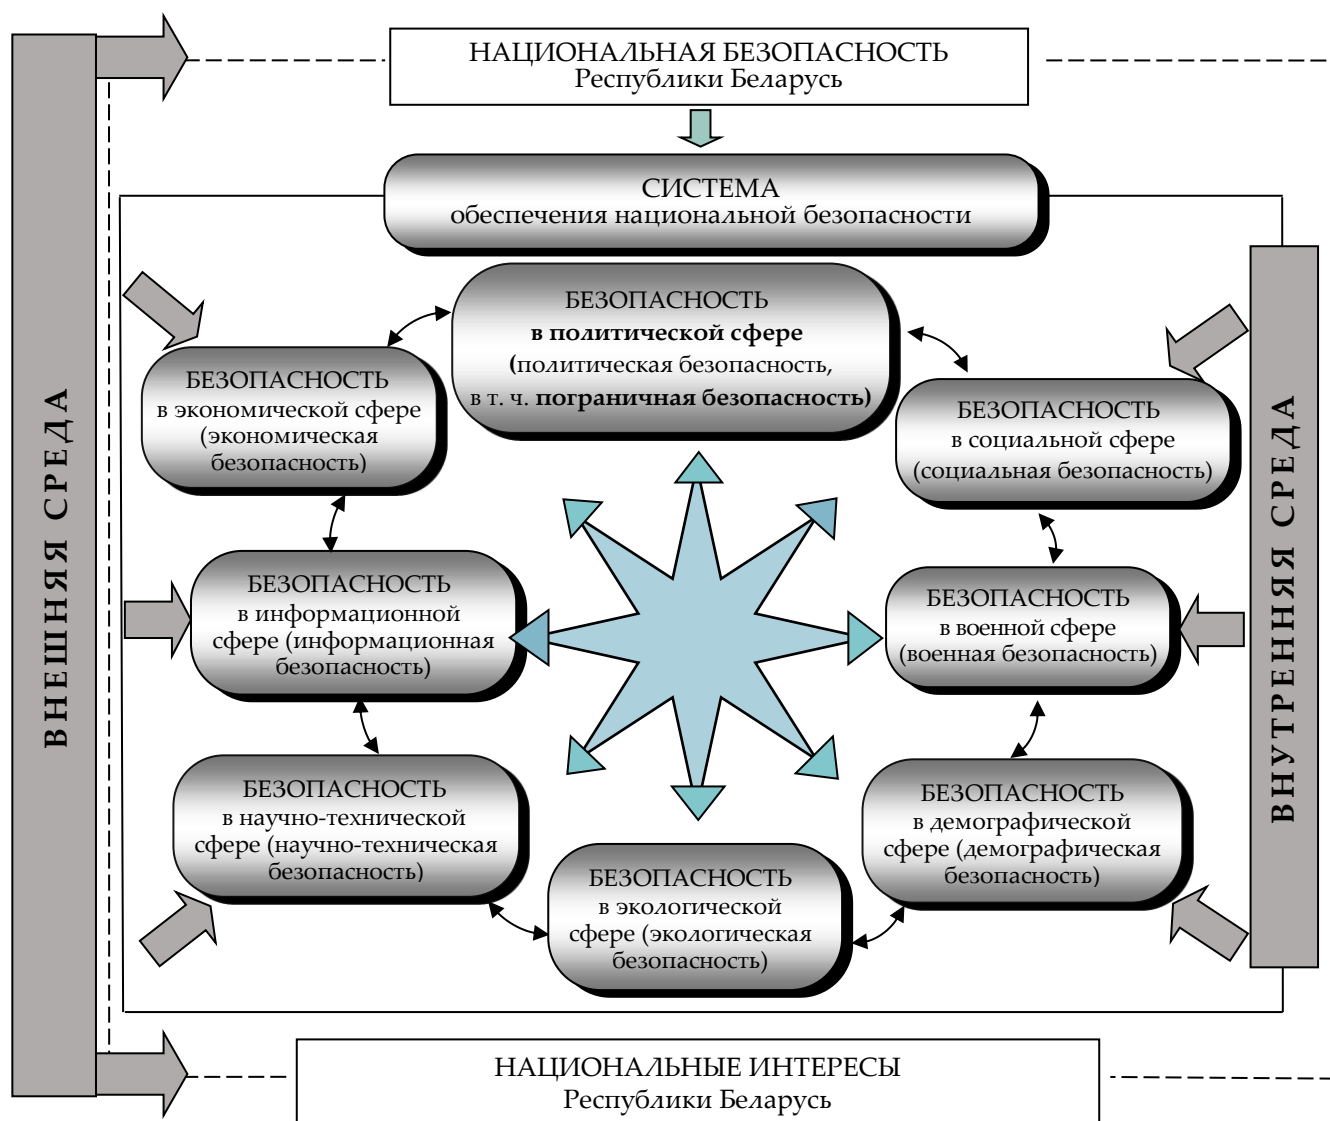 НАЦИОНАЛЬНАЯ БЕЗОПАСНОСТЬ
Республики Беларусь
СИСТЕМА
обеспечения национальной безопасности
ВНЕШНЯЯ СРЕДА
БЕЗОПАСНОСТЬ
в политической сфере
(политическая безопасность,
в т. ч. пограничная безопасность)
БЕЗОПАСНОСТЬ
в экономической сфере
(экономическая
безопасность)
БЕЗОПАСНОСТЬ
в социальной сфере
(социальная безопасность)
БЕЗОПАСНОСТЬ
в информационной
сфере (информационная
безопасность)
БЕЗОПАСНОСТЬ
в военной сфере
(военная безопасность)
БЕЗОПАСНОСТЬ
в научно-технической
сфере (научно-техническая
безопасность)
БЕЗОПАСНОСТЬ
в демографической
сфере (демографическая
безопасность)
БЕЗОПАСНОСТЬ
в экологической
сфере (экологическая
безопасность)
ВНУТРЕННЯЯ СРЕДА
НАЦИОНАЛЬНЫЕ ИНТЕРЕСЫ
Республики Беларусь